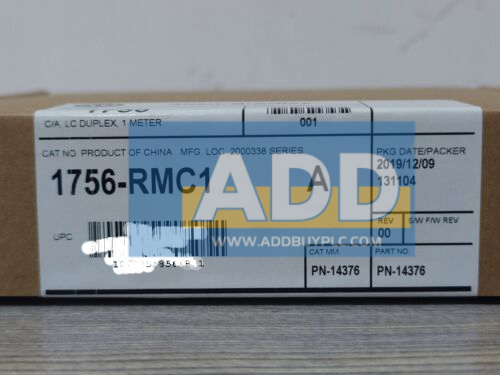 C/A, LC DUPLEX, 1 METER
001
CAT NO. PRODUCT OF CHINA MFG. LOC. 2000338 SERIES
PKG DATE/PACKER
2019/12/09
131104
1756-RMC1 A
ADD
WWW.ADDBUYPLC.COM
REV S/W F/W REV
00
UPC
CAT MM PART NO.
PN-14376 PN-14376